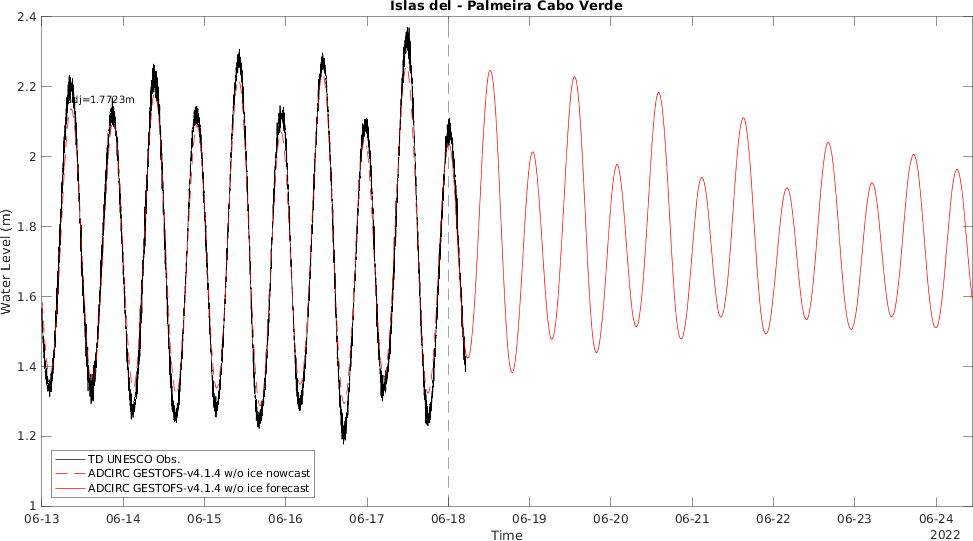 Islas del - Palmeira Cabo Verde
2.4
2.2
2
1.8
1.6
1.4
1.2
1
Water Level (m)
adj=1.7723m
TD UNESCO Obs.
ADCIRC GESTOFS-v4.1.4 w/o ice nowcast
ADCIRC GESTOFS-v4.1.4 w/o ice forecast
06-13 06-14 06-15 06-16 06-17 06-18 06-19 06-20 06-21 06-22 06-23 06-24
Time
2022